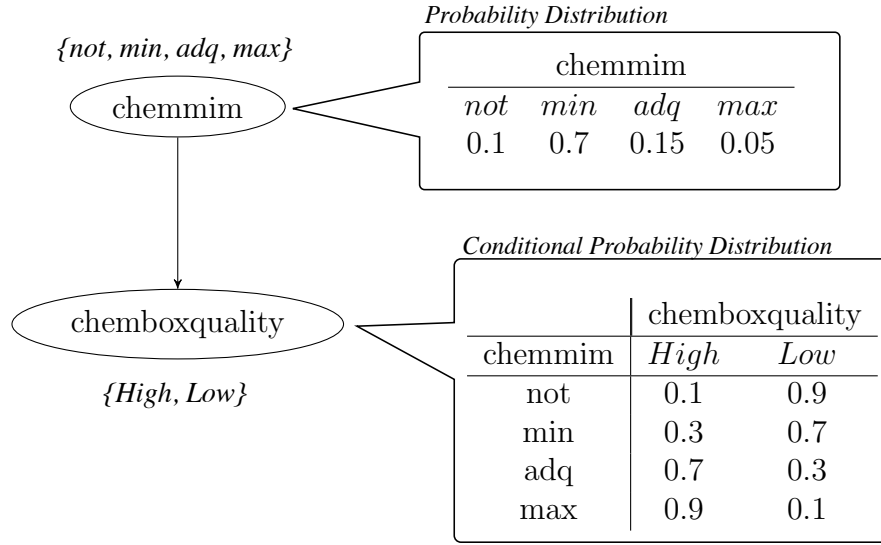 Probability Distribution
{not, min, adq, max}
chemmim
chemmim
not min adq max
0.1 0.7 0.15 0.05
Conditional Probability Distribution
chemboxquality
{High, Low}
chemboxquality
chemmim High Low
not 0.1 0.9
min 0.3 0.7
adq 0.7 0.3
max 0.9 0.1